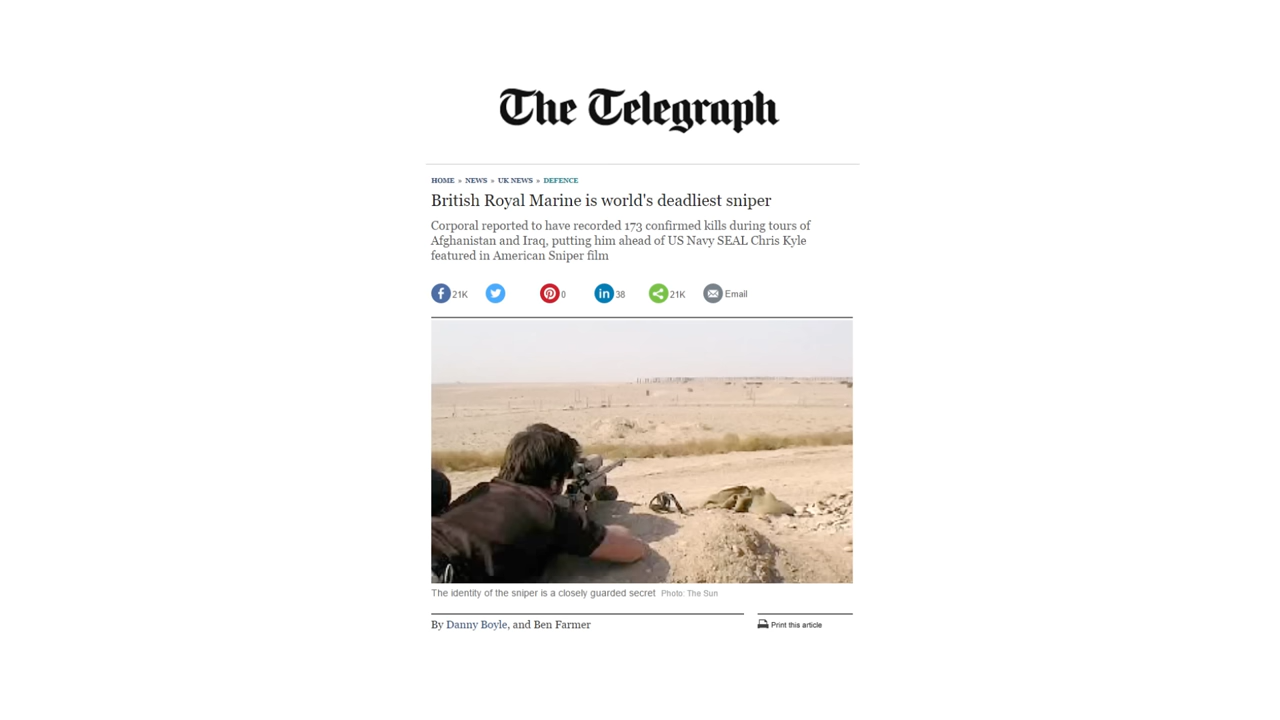 The Telegraph
HOME » NEWS » UK NEWS » DEFENCE
British Royal Marine is world's deadliest sniper
Corporal reported to have recorded 173 confirmed kills during tours of
Afghanistan and Iraq, putting him ahead of US Navy SEAL Chris Kyle
featured in American Sniper film
21K 0 38 21K Email
The identity of the sniper is a closely guarded secret Photo: The Sun
By Danny Boyle, and Ben Farmer
Print this article